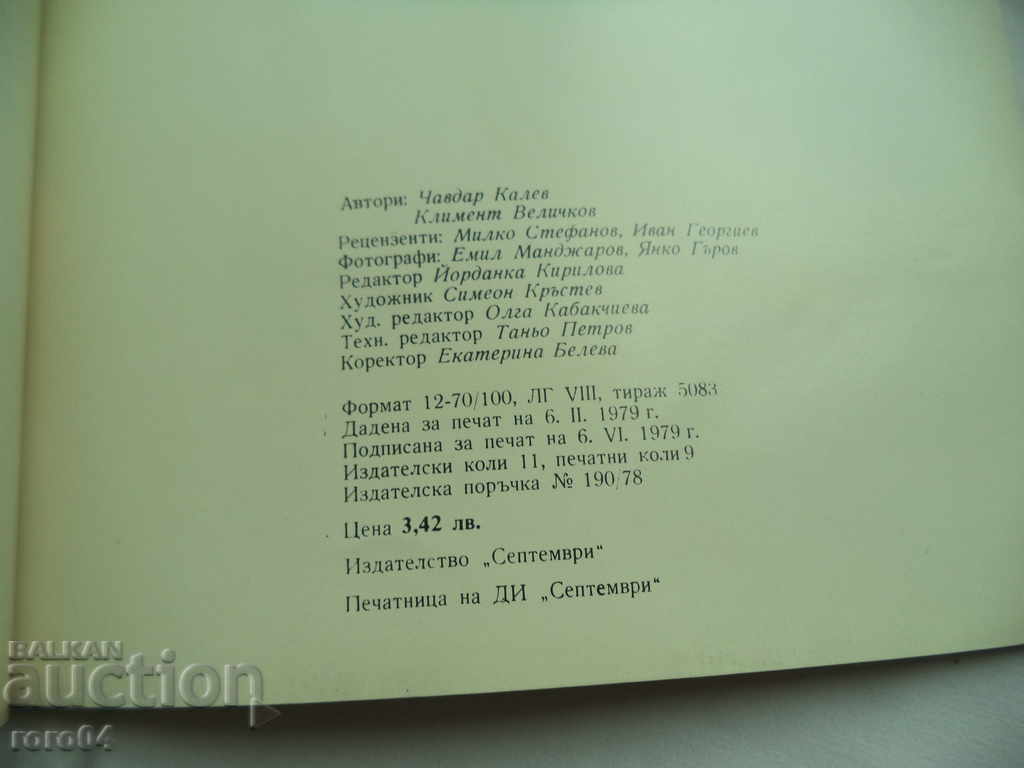 Автори: Чавдар Калев
Климент Величков
Рецензенти: Милко Стефанов, Иван Георгиев
Фотографи: Емил Манджаров, Янко Гъров
Редактор Йорданка Кирилова
Художник Симеон Кръстев
Худ. редактор Олга Кабакчиева
Техн. редактор Таньо Петров
Коректор Екатерина Белева
Формат 12-70/100, ЛГ VIII, тираж 5083
Дадена за печат на 6. II. 1979 г.
Подписана за печат на 6. VI. 1979 г.
Издателски коли 11, печатни коли 9
Издателска поръчка № 190/78
Цена 3,42 лв.
Издателство „Септември“
Печатница на ДИ „Септември“
BALKAN
auction
roro04